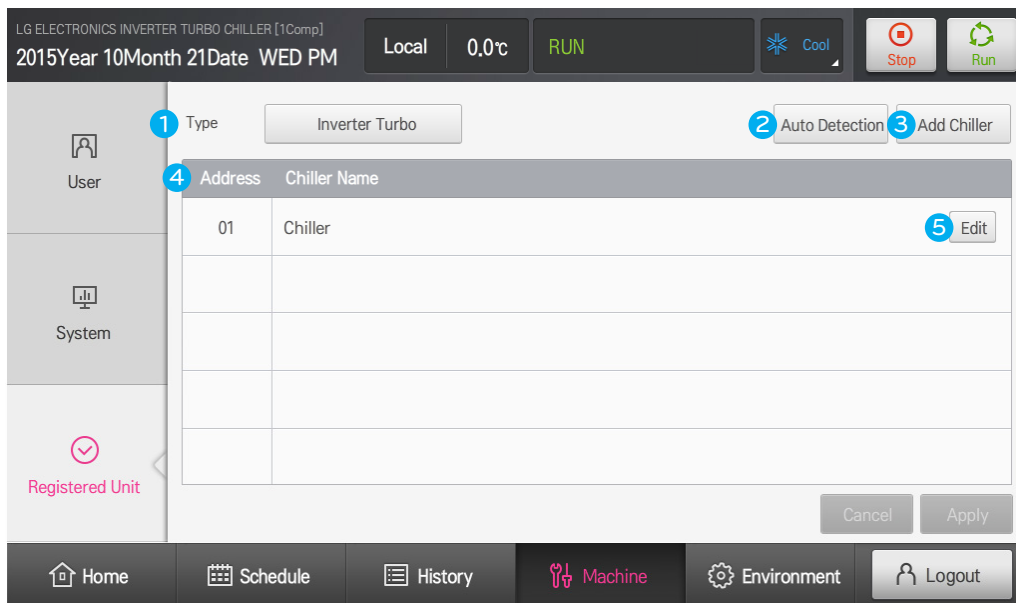 LG ELECTRONICS INVERTER TURBO CHILLER [1Comp]
2015Year 10Month 21Date WED PM
Local 0.0℃ RUN Cool Stop Run
1 Type Inverter Turbo 2 Auto Detection 3 Add Chiller
User
4 Address Chiller Name
01 Chiller 5 Edit
System
Registered Unit
Cancel Apply
Home Schedule History Machine Environment Logout